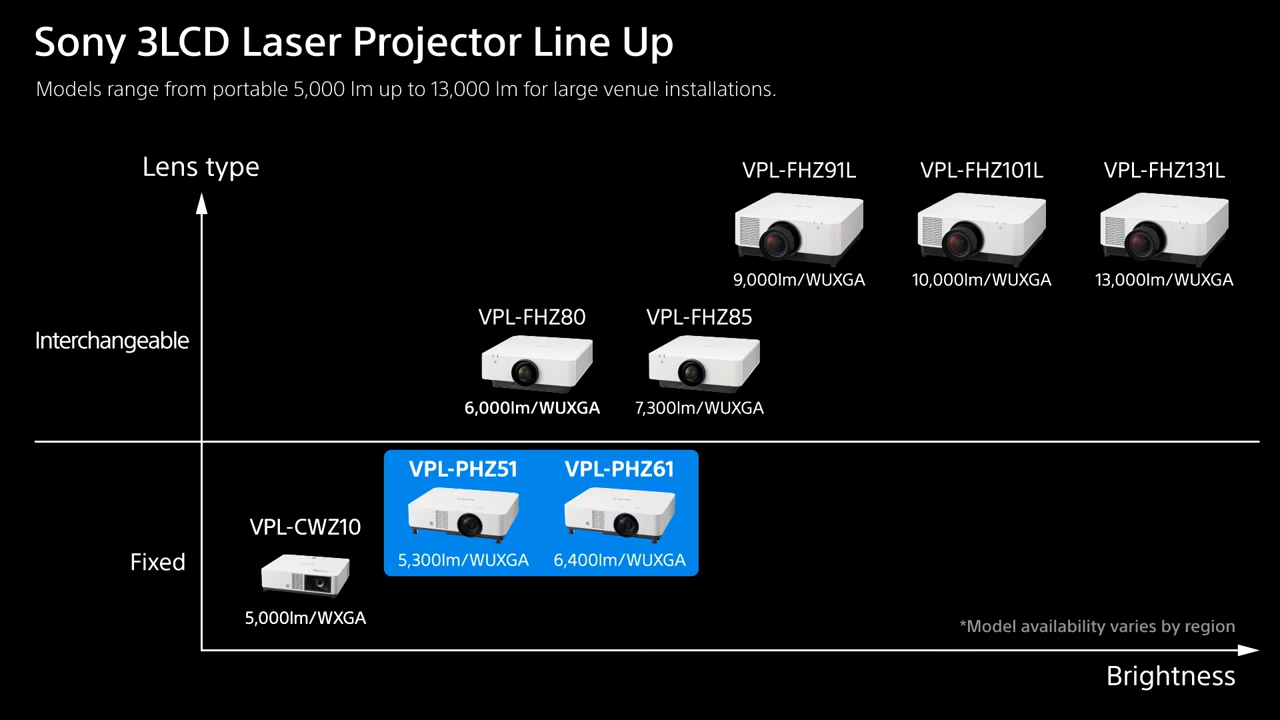 Sony 3LCD Laser Projector Line Up
Models range from portable 5,000 lm up to 13,000 lm for large venue installations.
Lens type
VPL-FHZ91L
VPL-FHZ101L
VPL-FHZ131L
9,000lm/WUXGA
10,000lm/WUXGA
13,000lm/WUXGA
VPL-FHZ80
VPL-FHZ85
Interchangeable
6,000lm/WUXGA
7,300lm/WUXGA
VPL-PHZ51
VPL-PHZ61
VPL-CWZ10
5,300lm/WUXGA
6,400lm/WUXGA
Fixed
5,000lm/WXGA
*Model availability varies by region
Brightness